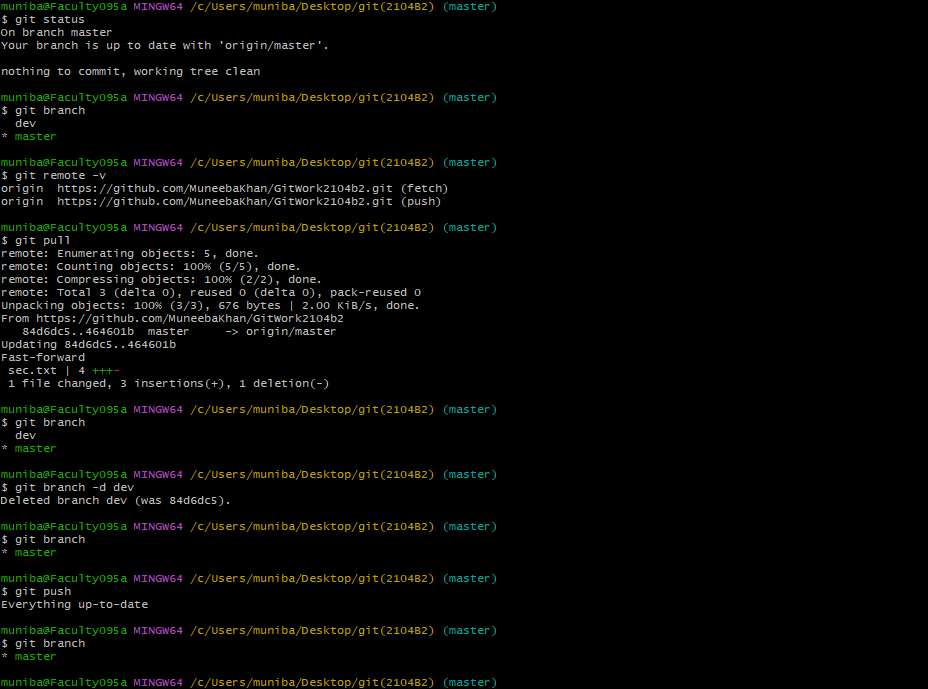 muniba@Faculty095a MINGW64 /c/Users/muniba/Desktop/git(2104B2) (master)
$ git status
On branch master
Your branch is up to date with 'origin/master'.
nothing to commit, working tree clean
muniba@Faculty095a MINGW64 /c/Users/muniba/Desktop/git(2104B2) (master)
$ git branch
  dev
* master
muniba@Faculty095a MINGW64 /c/Users/muniba/Desktop/git(2104B2) (master)
$ git remote -v
origin  https://github.com/MuneebaKhan/GitWork2104b2.git (fetch)
origin  https://github.com/MuneebaKhan/GitWork2104b2.git (push)
muniba@Faculty095a MINGW64 /c/Users/muniba/Desktop/git(2104B2) (master)
$ git pull
remote: Enumerating objects: 5, done.
remote: Counting objects: 100% (5/5), done.
remote: Compressing objects: 100% (2/2), done.
remote: Total 3 (delta 0), reused 0 (delta 0), pack-reused 0
Unpacking objects: 100% (3/3), 676 bytes | 2.00 KiB/s, done.
From https://github.com/MuneebaKhan/GitWork2104b2
   84d6dc5..464601b  master     -> origin/master
Updating 84d6dc5..464601b
Fast-forward
 sec.txt | 4 +++-
 1 file changed, 3 insertions(+), 1 deletion(-)
muniba@Faculty095a MINGW64 /c/Users/muniba/Desktop/git(2104B2) (master)
$ git branch
  dev
* master
muniba@Faculty095a MINGW64 /c/Users/muniba/Desktop/git(2104B2) (master)
$ git branch -d dev
Deleted branch dev (was 84d6dc5).
muniba@Faculty095a MINGW64 /c/Users/muniba/Desktop/git(2104B2) (master)
$ git branch
* master
muniba@Faculty095a MINGW64 /c/Users/muniba/Desktop/git(2104B2) (master)
$ git push
Everything up-to-date
muniba@Faculty095a MINGW64 /c/Users/muniba/Desktop/git(2104B2) (master)
$ git branch
* master
muniba@Faculty095a MINGW64 /c/Users/muniba/Desktop/git(2104B2) (master)